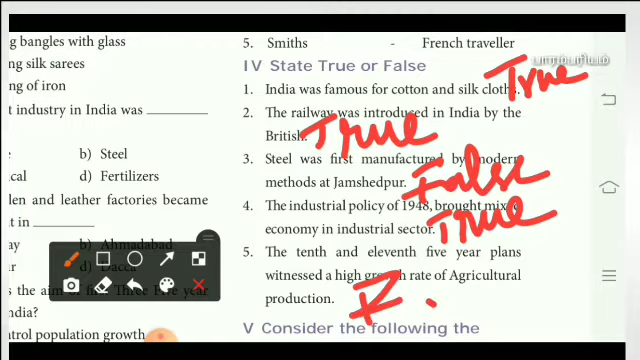 ng bangles with glass
ng silk sarees
ng of iron
t industry in India was
e b) Steel
cal d) Fertilizers
len and leather factories became
t in
ay b) Ahmadabad
ar d) Dacca
s the aim of first Three Five year
ndia?
ntrol population growth
5. Smiths - French traveller
IV State True or False
1. India was famous for cotton and silk cloths. True
2. The railway was introduced in India by the
British. True
3. Steel was first manufactured by modern
methods at Jamshedpur. False
4. The industrial policy of 1948, brought mixed
economy in industrial sector. True
5. The tenth and eleventh five year plans
witnessed a high growth rate of Agricultural
production.
V Consider the following the